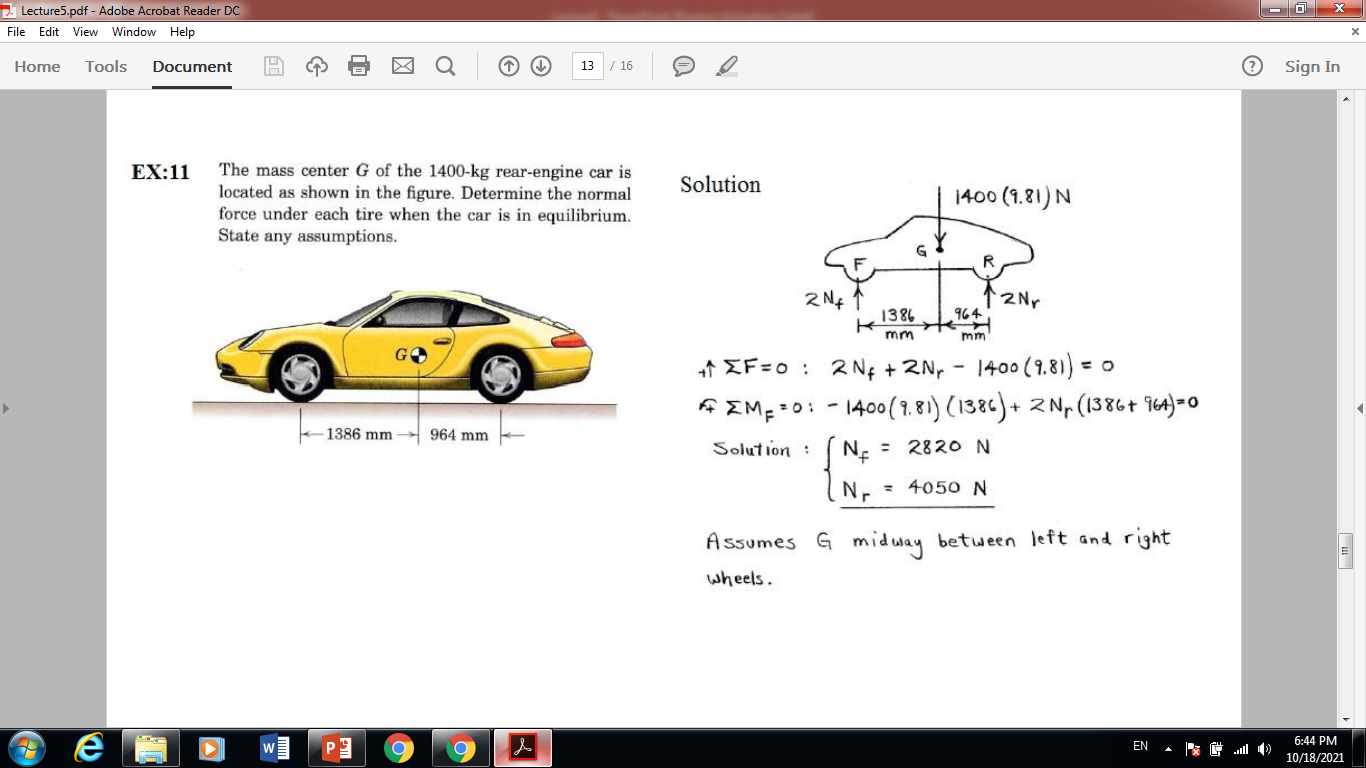 Lecture5.pdf - Adobe Acrobat Reader DC
File Edit View Window Help
Home Tools Document 13 / 16 Sign In
EX:11 The mass center G of the 1400-kg rear-engine car is
located as shown in the figure. Determine the normal
force under each tire when the car is in equilibrium.
State any assumptions.
G
1386 mm 964 mm
Solution
1400 (9.81) N
G
F R
2Nf 2Nr
1386 mm 964 mm
+↑ ΣF=0 : 2Nf + 2Nr - 1400(9.81) = 0
↶+ ΣMF=0: -1400(9.81)(1386) + 2Nr(1386+964)=0
Solution : { Nf = 2820 N
Nr = 4050 N
Assumes G midway between left and right
wheels.
EN 6:44 PM
10/18/2021